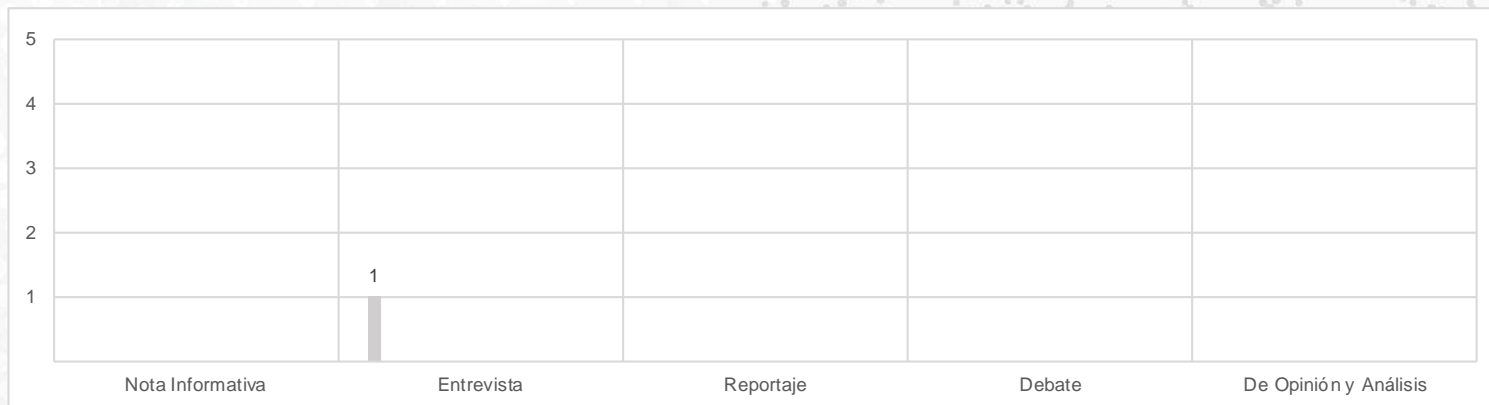 5
4
3
2
1
1
Nota Informativa
Entrevista
Reportaje
Debate
De Opinión y Análisis